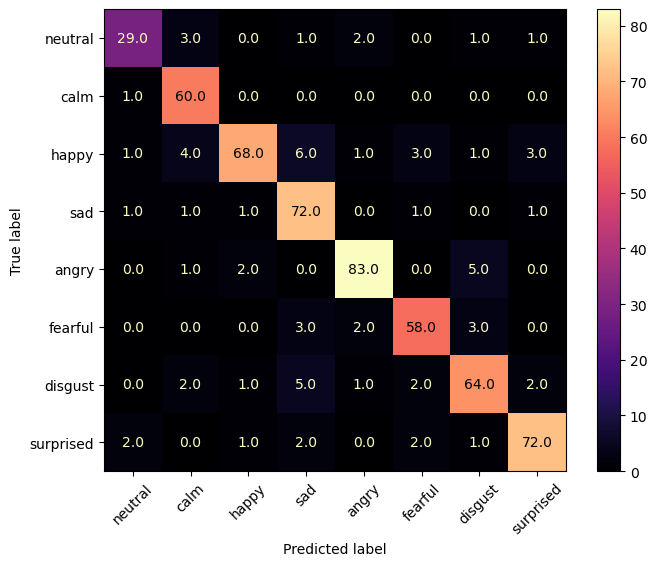 True label
neutral 29.0 3.0 0.0 1.0 2.0 0.0 1.0 1.0
calm 1.0 60.0 0.0 0.0 0.0 0.0 0.0 0.0
happy 1.0 4.0 68.0 6.0 1.0 3.0 1.0 3.0
sad 1.0 1.0 1.0 72.0 0.0 1.0 0.0 1.0
angry 0.0 1.0 2.0 0.0 83.0 0.0 5.0 0.0
fearful 0.0 0.0 0.0 3.0 2.0 58.0 3.0 0.0
disgust 0.0 2.0 1.0 5.0 1.0 2.0 64.0 2.0
surprised 2.0 0.0 1.0 2.0 0.0 2.0 1.0 72.0
neutral calm happy sad angry fearful disgust surprised
Predicted label
80
70
60
50
40
30
20
10
0